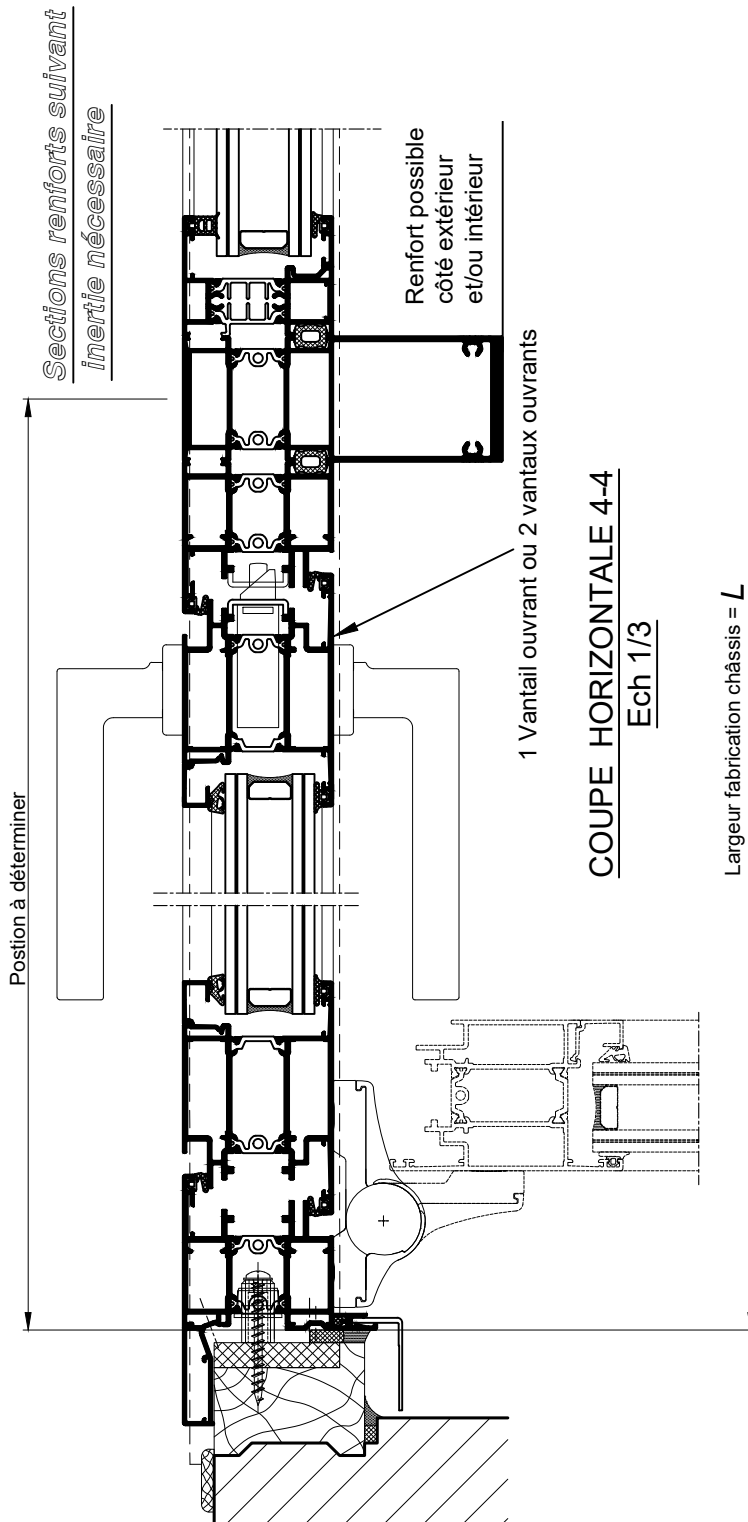 Sections renforts suivant
inertie nécessaire
Postion à déterminer
Renfort possible
côté extérieur
et/ou intérieur
1 Vantail ouvrant ou 2 vantaux ouvrants
COUPE HORIZONTALE 4-4
Ech 1/3
Largeur fabrication châssis = L